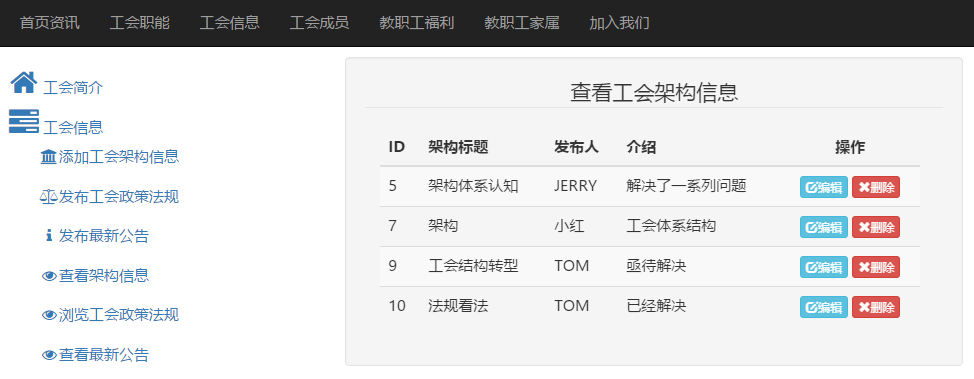 首页资讯 工会职能 工会信息 工会成员 教职工福利 教职工家属 加入我们
工会简介
工会信息
添加工会架构信息
发布工会政策法规
发布最新公告
查看架构信息
浏览工会政策法规
查看最新公告
查看工会架构信息
ID 架构标题 发布人 介绍 操作
5 架构体系认知 JERRY 解决了一系列问题 编辑 删除
7 架构 小红 工会体系结构 编辑 删除
9 工会结构转型 TOM 亟待解决 编辑 删除
10 法规看法 TOM 已经解决 编辑 删除